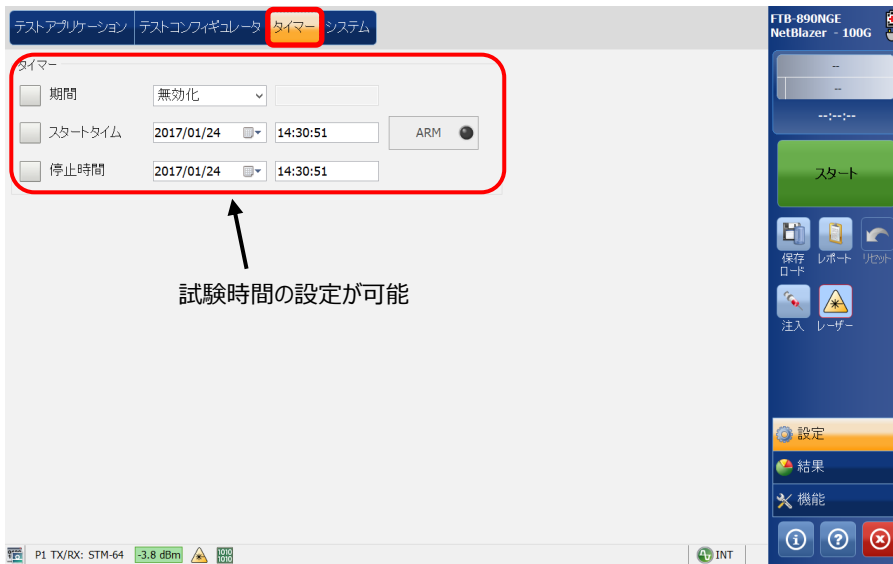 テストアプリケーション テストコンフィギュレータ タイマー システム
タイマー
期間 無効化
スタートタイム 2017/01/24 14:30:51 ARM
停止時間 2017/01/24 14:30:51
試験時間の設定が可能
FTB-890NGE
NetBlazer - 100G
--
--
--:--:--
スタート
保存
ロード
レポート
リセット
注入
レーザー
設定
結果
機能
P1 TX/RX: STM-64 -3.8 dBm 1010 1010 INT